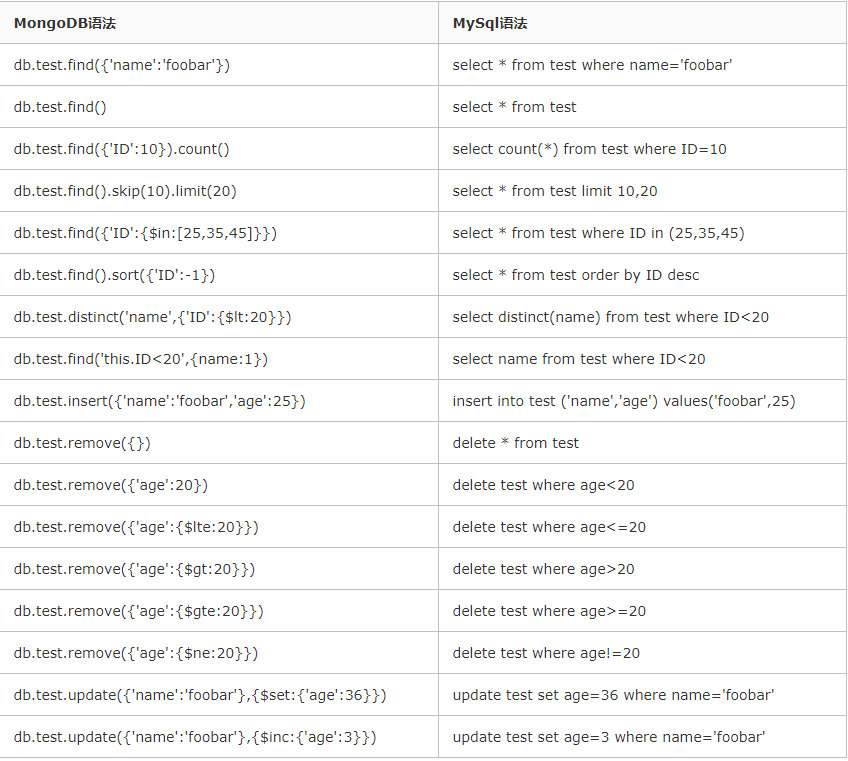 MongoDB语法 MySql语法
db.test.find({'name':'foobar'}) select * from test where name='foobar'
db.test.find() select * from test
db.test.find({'ID':10}).count() select count(*) from test where ID=10
db.test.find().skip(10).limit(20) select * from test limit 10,20
db.test.find({'ID':{$in:[25,35,45]}}) select * from test where ID in (25,35,45)
db.test.find().sort({'ID':-1}) select * from test order by ID desc
db.test.distinct('name',{'ID':{$lt:20}}) select distinct(name) from test where ID<20
db.test.find('this.ID<20',{name:1}) select name from test where ID<20
db.test.insert({'name':'foobar','age':25}) insert into test ('name','age') values('foobar',25)
db.test.remove({}) delete * from test
db.test.remove({'age':20}) delete test where age<20
db.test.remove({'age':{$lte:20}}) delete test where age<=20
db.test.remove({'age':{$gt:20}}) delete test where age>20
db.test.remove({'age':{$gte:20}}) delete test where age>=20
db.test.remove({'age':{$ne:20}}) delete test where age!=20
db.test.update({'name':'foobar'},{$set:{'age':36}}) update test set age=36 where name='foobar'
db.test.update({'name':'foobar'},{$inc:{'age':3}}) update test set age=3 where name='foobar'